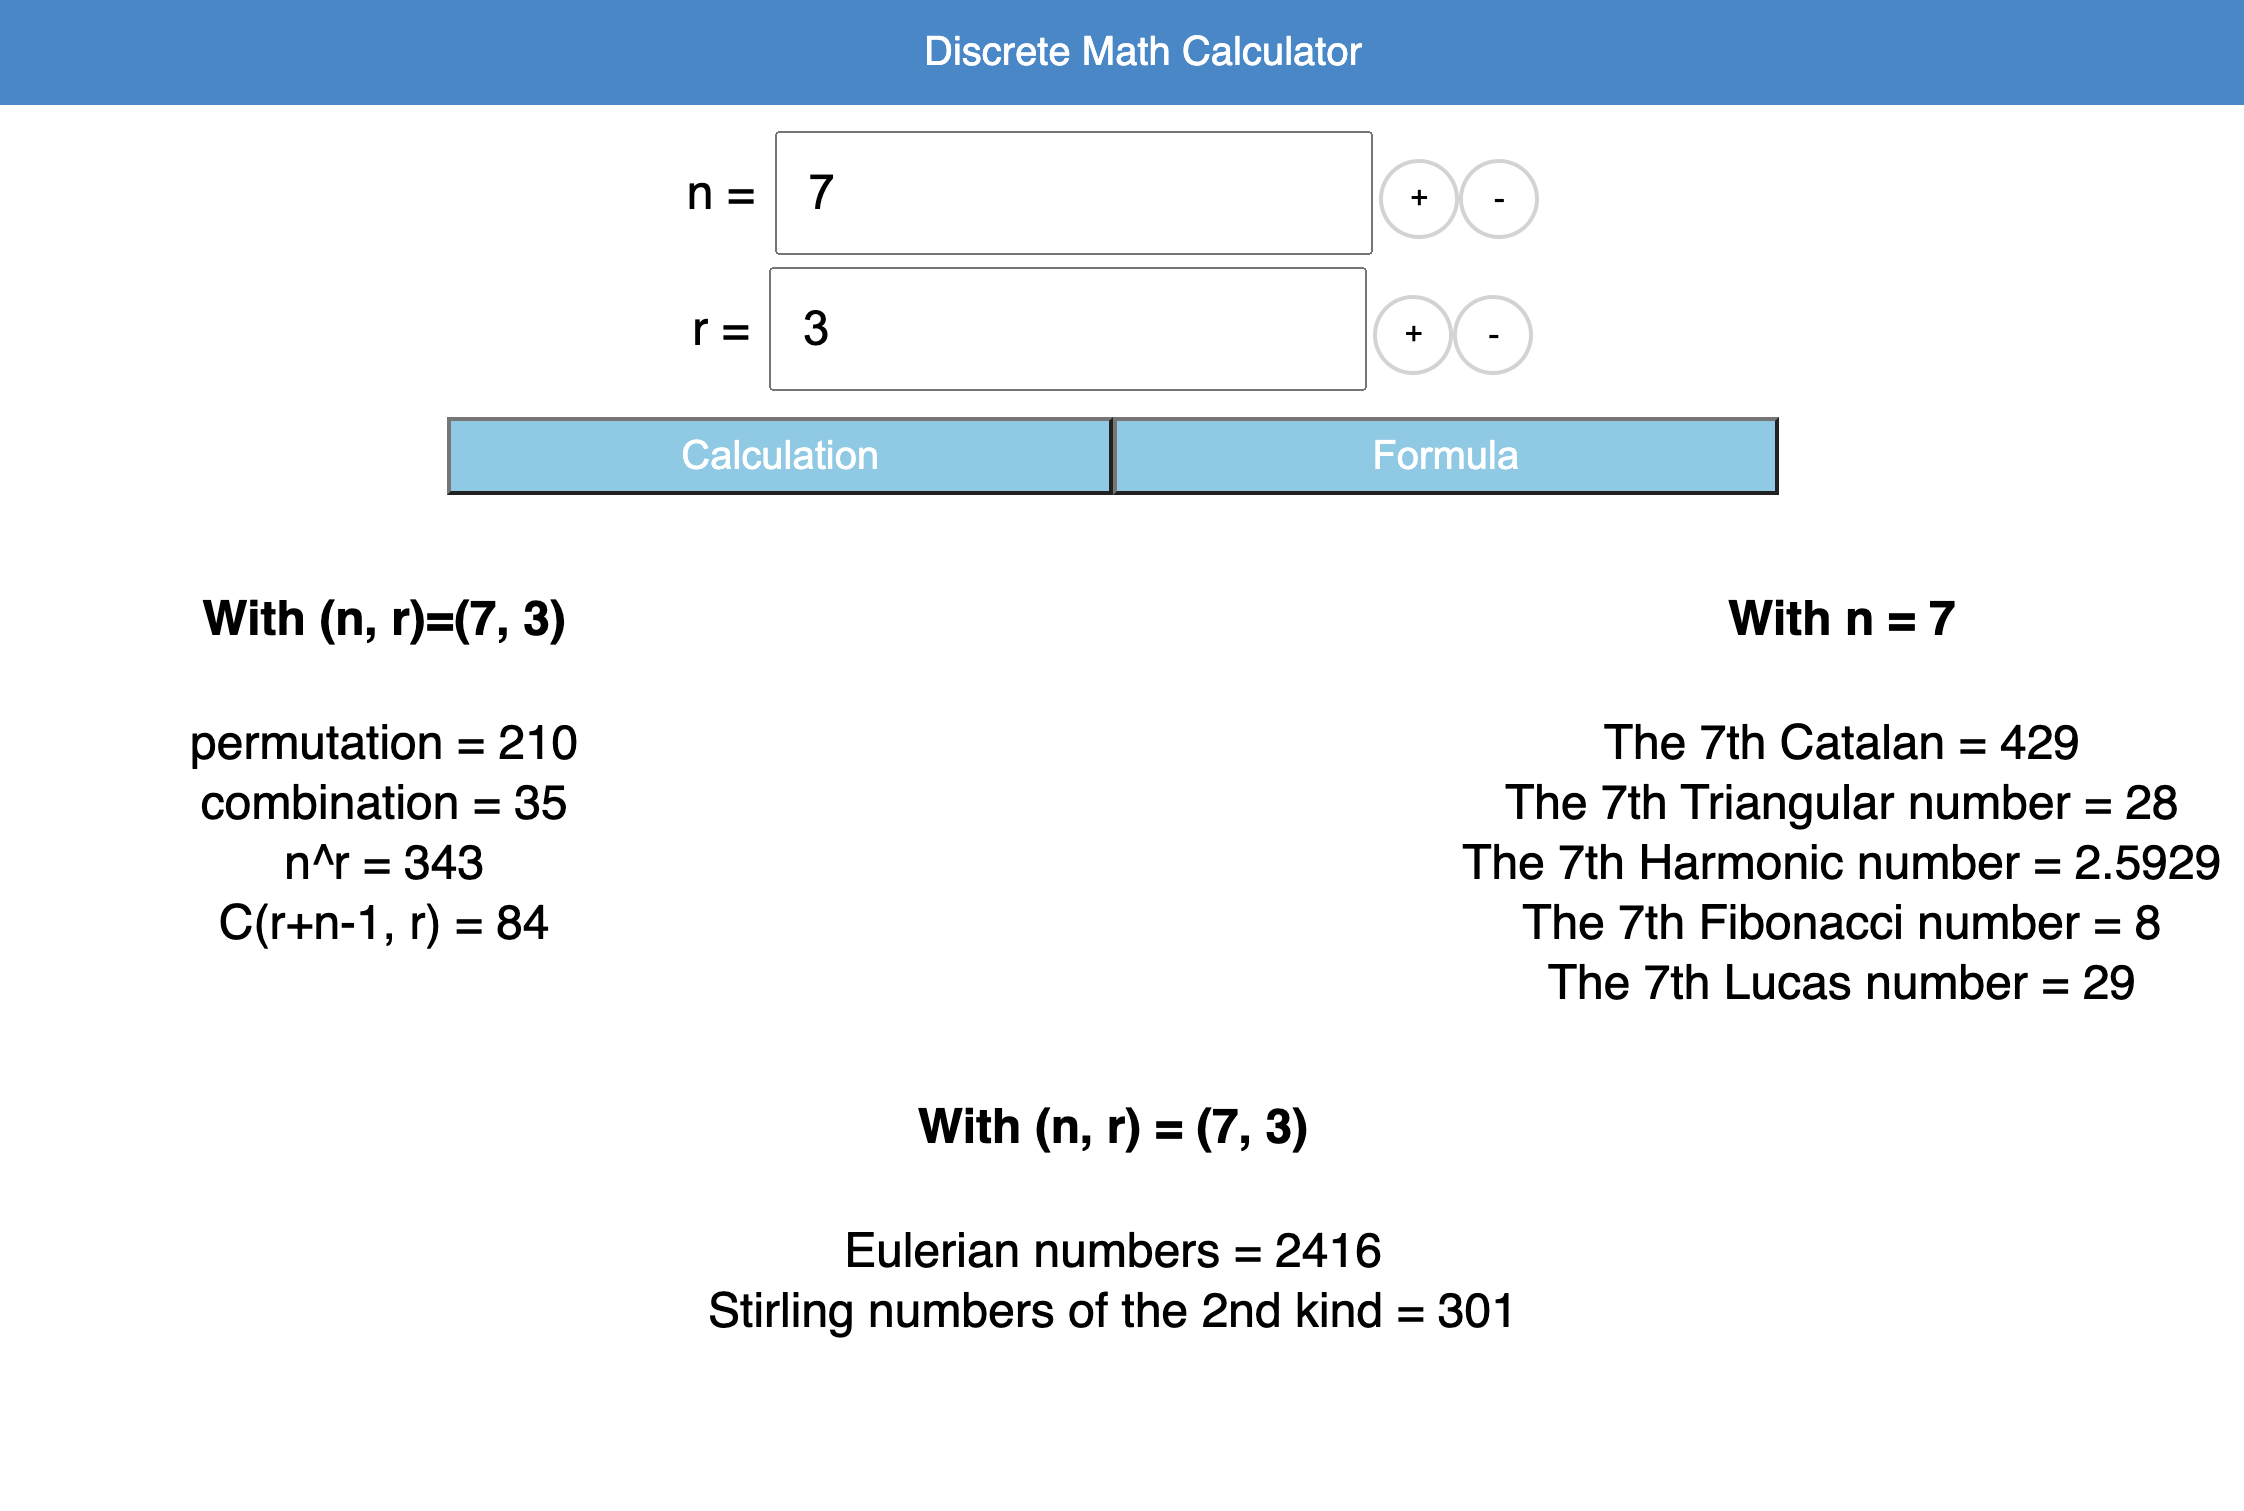 Discrete Math Calculator
n = 7 + -
r = 3 + -
Calculation Formula
With (n, r)=(7, 3)
permutation = 210
combination = 35
n^r = 343
C(r+n-1, r) = 84
With n = 7
The 7th Catalan = 429
The 7th Triangular number = 28
The 7th Harmonic number = 2.5929
The 7th Fibonacci number = 8
The 7th Lucas number = 29
With (n, r) = (7, 3)
Eulerian numbers = 2416
Stirling numbers of the 2nd kind = 301